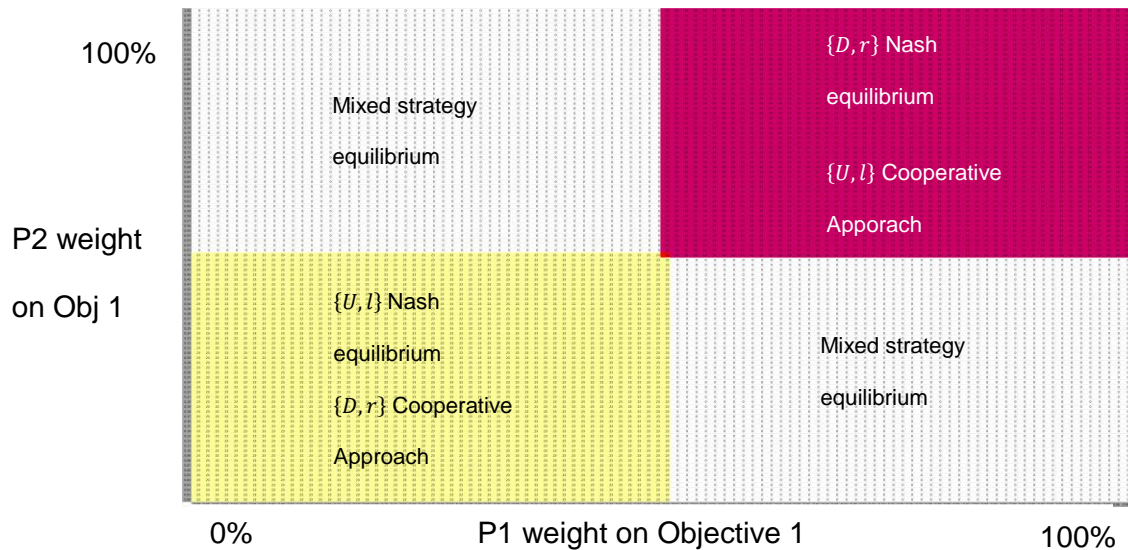 100%
P2 weight
on Obj 1
Mixed strategy
equilibrium
{D, r} Nash
equilibrium
{U, l} Cooperative
Apporach
{U, l} Nash
equilibrium
{D, r} Cooperative
Approach
Mixed strategy
equilibrium
0%
P1 weight on Objective 1
100%